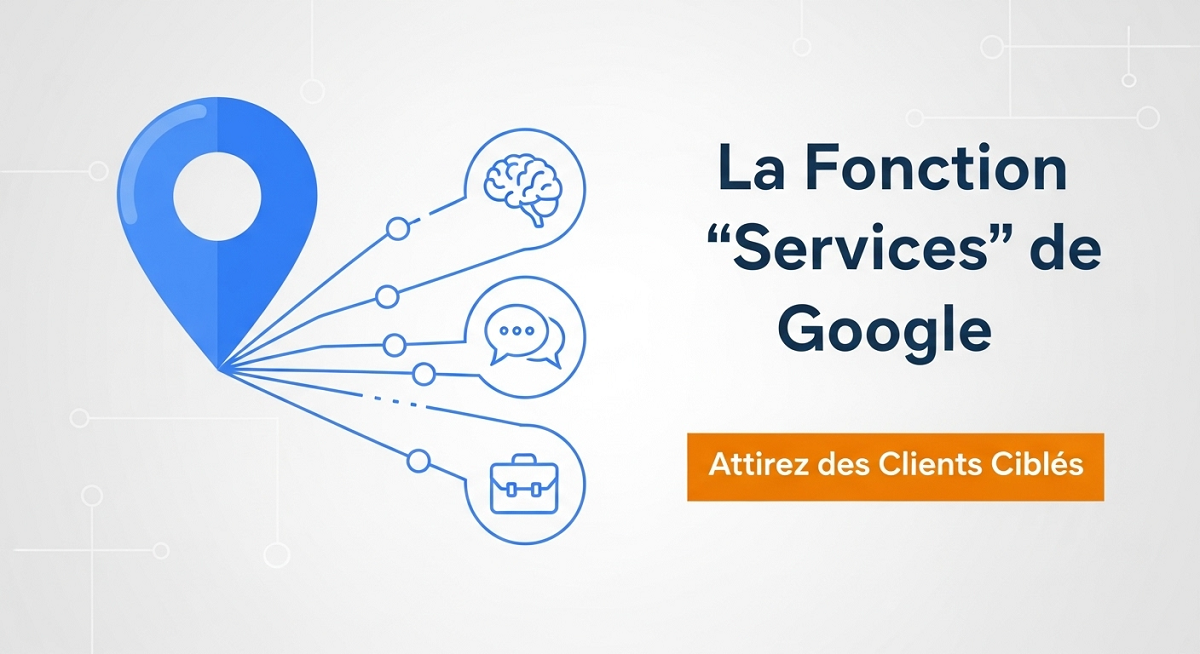 La Fonction
“Services” de
Google
Attirez des Clients Ciblés